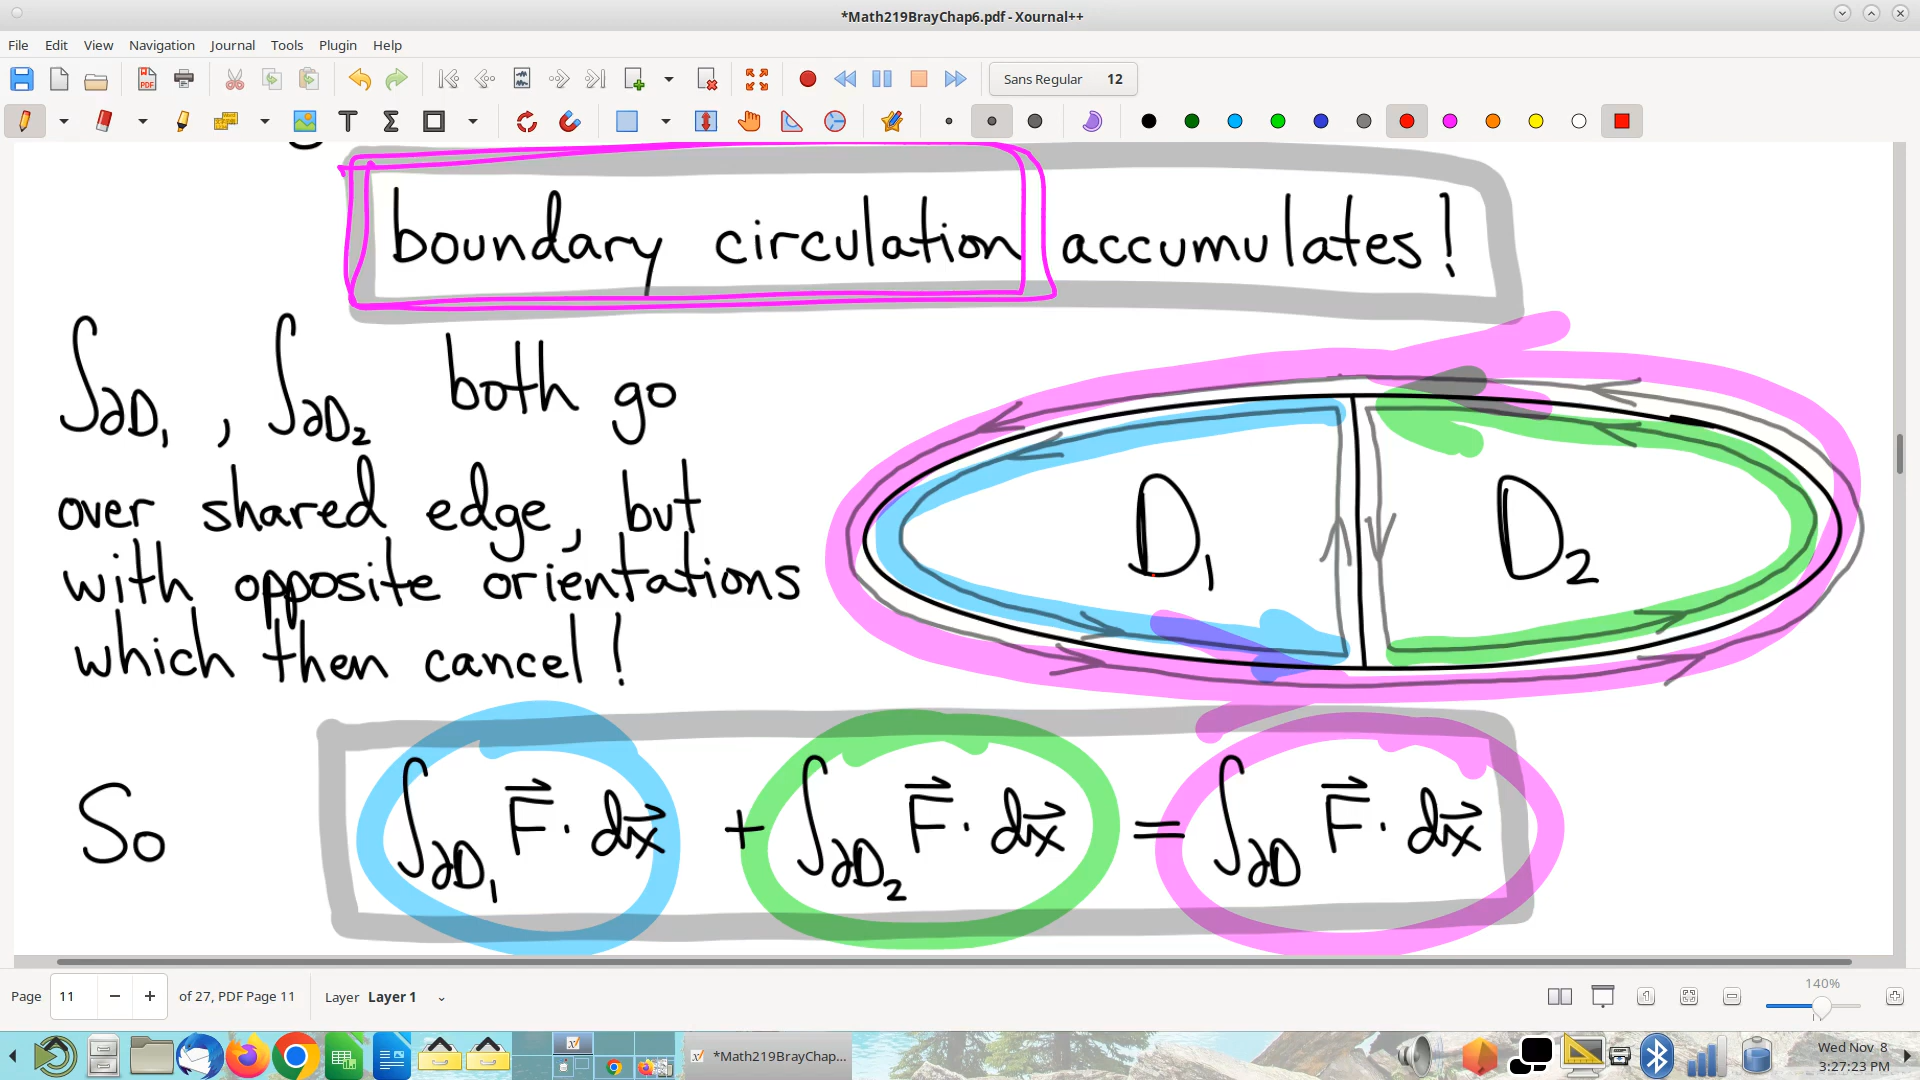 *Math219BrayChap6.pdf - Xournal++
File Edit View Navigation Journal Tools Plugin Help
Sans Regular 12
boundary circulation accumulates!
∫∂D₁ , ∫∂D₂ both go
over shared edge, but
with opposite orientations
which then cancel!
D₁ D₂
So ∫∂D₁ F⃗ · dx⃗ + ∫∂D₂ F⃗ · dx⃗ = ∫∂D F⃗ · dx⃗
Page 11 − + of 27, PDF Page 11 Layer Layer 1 140%
*Math219BrayChap...
Wed Nov 8
3:27:23 PM